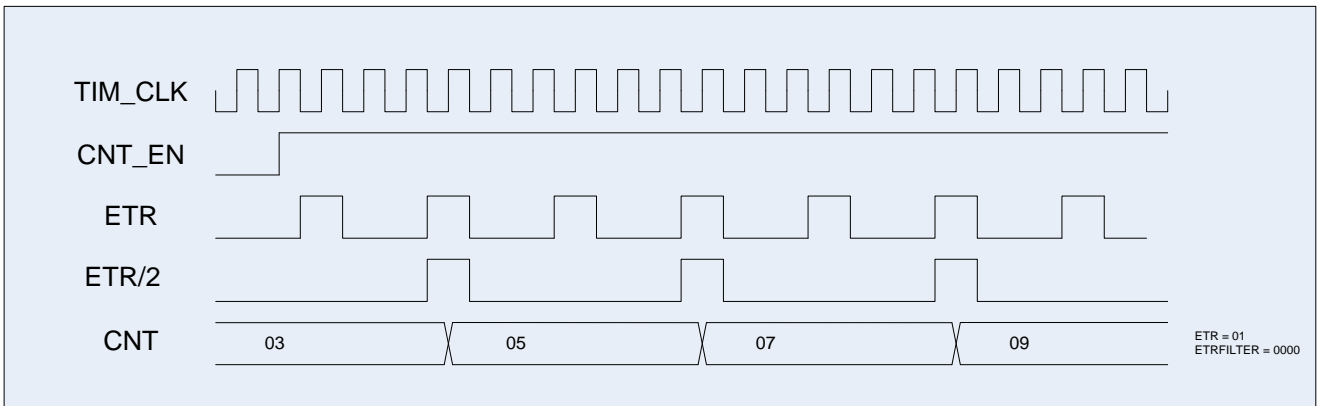 TIM_CLK
CNT_EN
ETR
ETR/2
CNT
03
05
07
09
ETR = 01
ETRFILTER = 0000